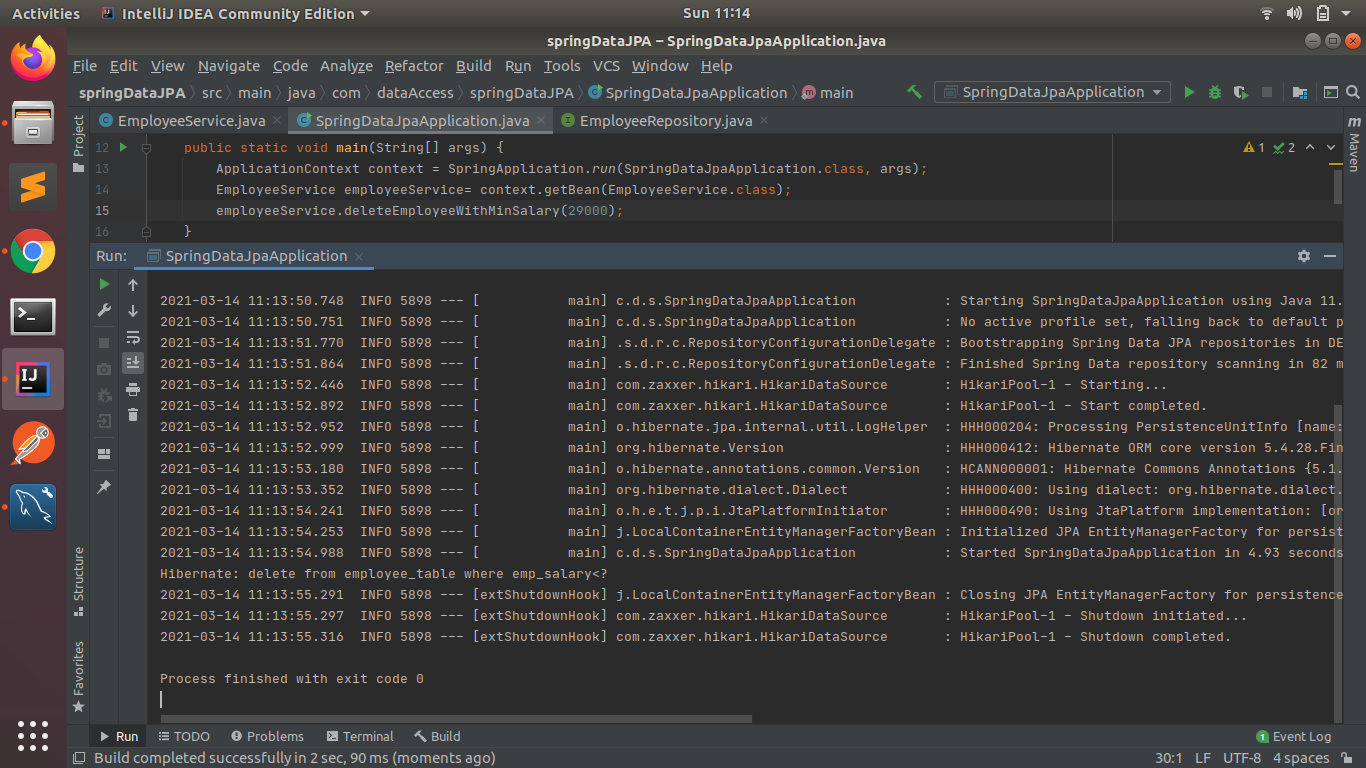 Activities IntelliJ IDEA Community Edition Sun 11:14
springDataJPA – SpringDataJpaApplication.java
File Edit View Navigate Code Analyze Refactor Build Run Tools VCS Window Help
springDataJPA src main java com dataAccess springDataJPA SpringDataJpaApplication main SpringDataJpaApplication
Project
EmployeeService.java SpringDataJpaApplication.java EmployeeRepository.java
Maven
12 public static void main(String[] args) { 1 2
13 ApplicationContext context = SpringApplication.run(SpringDataJpaApplication.class, args);
14 EmployeeService employeeService= context.getBean(EmployeeService.class);
15 employeeService.deleteEmployeeWithMinSalary(29000);
16 }
Run: SpringDataJpaApplication
2021-03-14 11:13:50.748 INFO 5898 --- [ main] c.d.s.SpringDataJpaApplication : Starting SpringDataJpaApplication using Java 11.
2021-03-14 11:13:50.751 INFO 5898 --- [ main] c.d.s.SpringDataJpaApplication : No active profile set, falling back to default p
2021-03-14 11:13:51.770 INFO 5898 --- [ main] .s.d.r.c.RepositoryConfigurationDelegate : Bootstrapping Spring Data JPA repositories in DE
2021-03-14 11:13:51.864 INFO 5898 --- [ main] .s.d.r.c.RepositoryConfigurationDelegate : Finished Spring Data repository scanning in 82 m
2021-03-14 11:13:52.446 INFO 5898 --- [ main] com.zaxxer.hikari.HikariDataSource : HikariPool-1 - Starting...
2021-03-14 11:13:52.892 INFO 5898 --- [ main] com.zaxxer.hikari.HikariDataSource : HikariPool-1 - Start completed.
2021-03-14 11:13:52.952 INFO 5898 --- [ main] o.hibernate.jpa.internal.util.LogHelper : HHH000204: Processing PersistenceUnitInfo [name:
2021-03-14 11:13:52.999 INFO 5898 --- [ main] org.hibernate.Version : HHH000412: Hibernate ORM core version 5.4.28.Fin
2021-03-14 11:13:53.180 INFO 5898 --- [ main] o.hibernate.annotations.common.Version : HCANN000001: Hibernate Commons Annotations {5.1.
2021-03-14 11:13:53.352 INFO 5898 --- [ main] org.hibernate.dialect.Dialect : HHH000400: Using dialect: org.hibernate.dialect.
2021-03-14 11:13:54.241 INFO 5898 --- [ main] o.h.e.t.j.p.i.JtaPlatformInitiator : HHH000490: Using JtaPlatform implementation: [or
2021-03-14 11:13:54.253 INFO 5898 --- [ main] j.LocalContainerEntityManagerFactoryBean : Initialized JPA EntityManagerFactory for persist
2021-03-14 11:13:54.988 INFO 5898 --- [ main] c.d.s.SpringDataJpaApplication : Started SpringDataJpaApplication in 4.93 seconds
Hibernate: delete from employee_table where emp_salary<?
2021-03-14 11:13:55.291 INFO 5898 --- [extShutdownHook] j.LocalContainerEntityManagerFactoryBean : Closing JPA EntityManagerFactory for persistence
2021-03-14 11:13:55.297 INFO 5898 --- [extShutdownHook] com.zaxxer.hikari.HikariDataSource : HikariPool-1 - Shutdown initiated...
2021-03-14 11:13:55.316 INFO 5898 --- [extShutdownHook] com.zaxxer.hikari.HikariDataSource : HikariPool-1 - Shutdown completed.
Process finished with exit code 0
Structure
Favorites
Run TODO Problems Terminal Build 1 Event Log
Build completed successfully in 2 sec, 90 ms (moments ago) 30:1 LF UTF-8 4 spaces